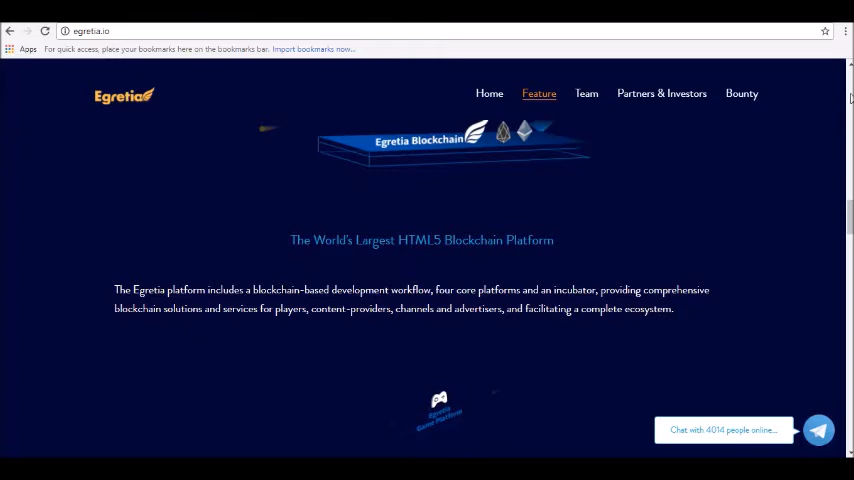 egretia.io
Apps For quick access, place your bookmarks here on the bookmarks bar. Import bookmarks now...
Egretia Home Feature Team Partners & Investors Bounty
Egretia Blockchain
The World's Largest HTML5 Blockchain Platform
The Egretia platform includes a blockchain-based development workflow, four core platforms and an incubator, providing comprehensive
blockchain solutions and services for players, content-providers, channels and advertisers, and facilitating a complete ecosystem.
Egretia
Game Platform
Chat with 4014 people online...